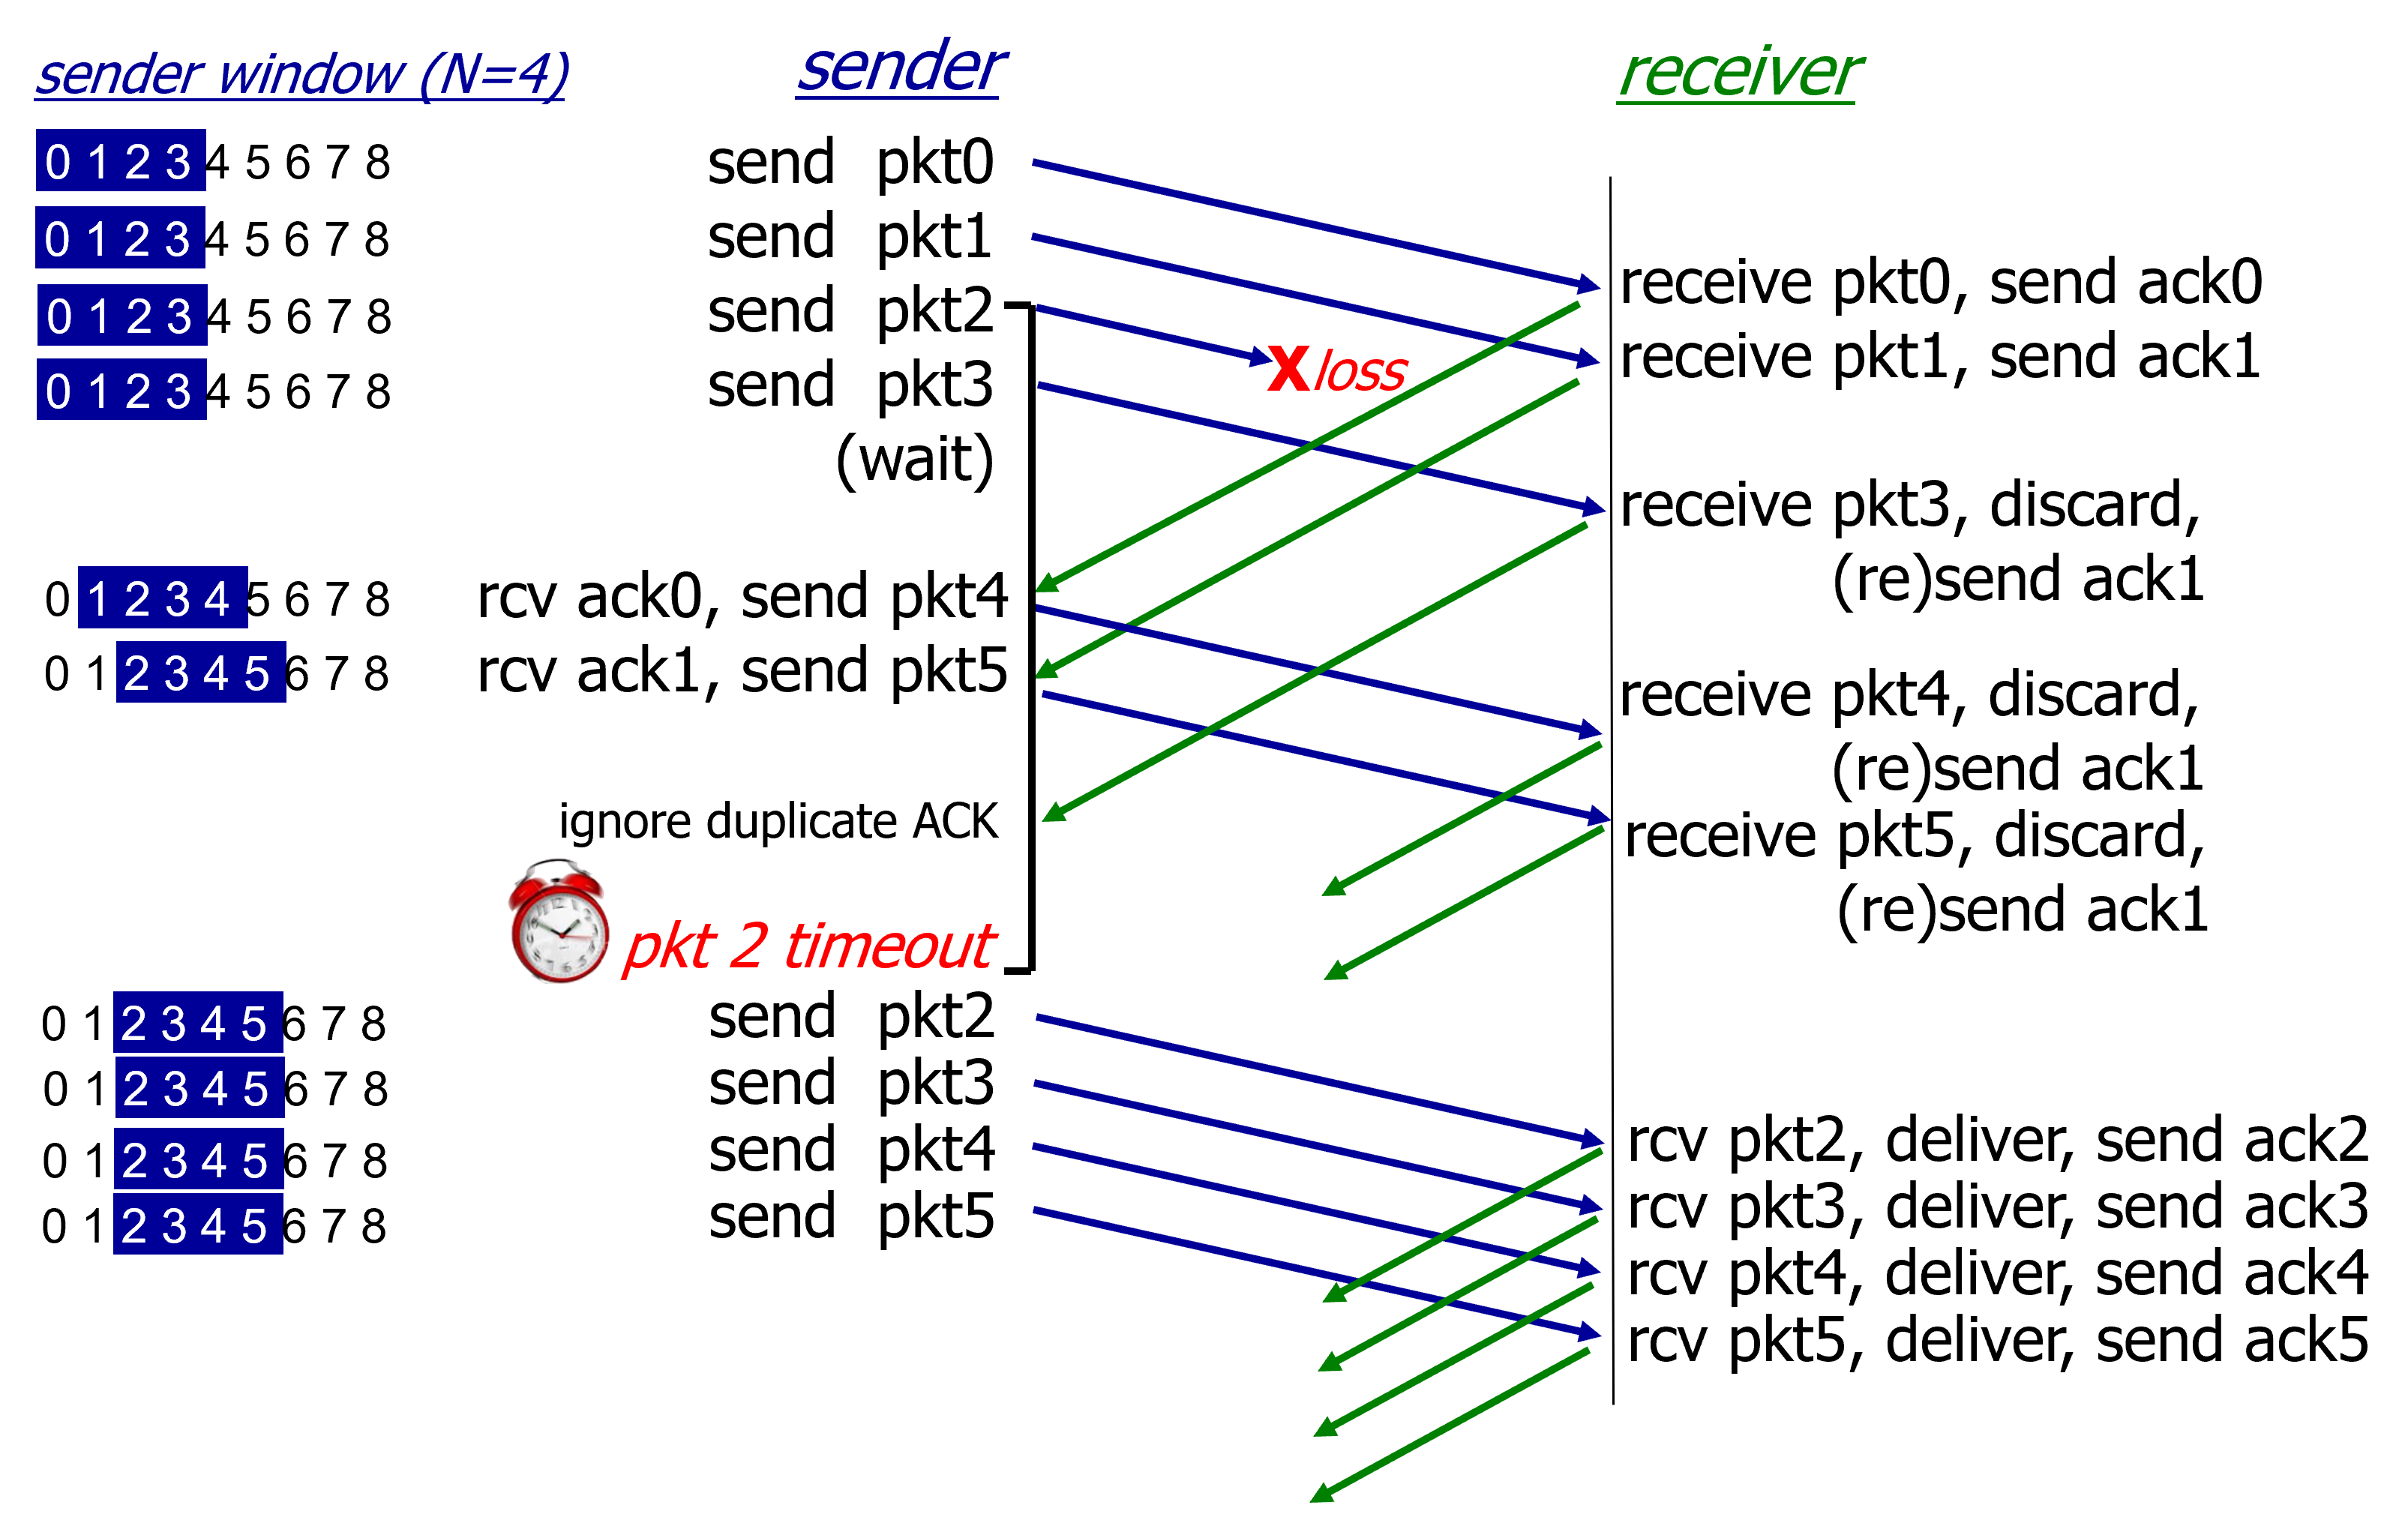 sender window (N=4)
sender
receiver
0 1 2 3 4 5 6 7 8
send pkt0
0 1 2 3 4 5 6 7 8
send pkt1
receive pkt0, send ack0
0 1 2 3 4 5 6 7 8
send pkt2
receive pkt1, send ack1
X loss
0 1 2 3 4 5 6 7 8
send pkt3
(wait)
receive pkt3, discard,
(re)send ack1
0 1 2 3 4 5 6 7 8
rcv ack0, send pkt4
0 1 2 3 4 5 6 7 8
rcv ack1, send pkt5
receive pkt4, discard,
(re)send ack1
ignore duplicate ACK
receive pkt5, discard,
(re)send ack1
pkt 2 timeout
0 1 2 3 4 5 6 7 8
send pkt2
0 1 2 3 4 5 6 7 8
send pkt3
0 1 2 3 4 5 6 7 8
send pkt4
0 1 2 3 4 5 6 7 8
send pkt5
rcv pkt2, deliver, send ack2
rcv pkt3, deliver, send ack3
rcv pkt4, deliver, send ack4
rcv pkt5, deliver, send ack5